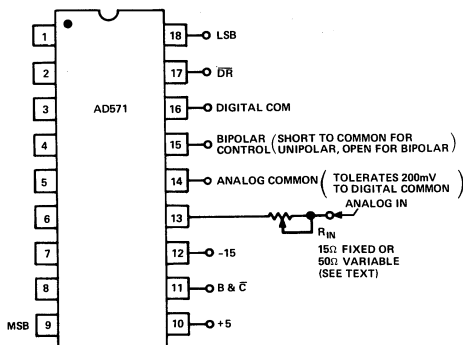 1
18
LSB
2
17
D̅R̅
3
AD571
16
DIGITAL COM
4
15
BIPOLAR (SHORT TO COMMON FOR
CONTROL UNIPOLAR, OPEN FOR BIPOLAR)
5
14
ANALOG COMMON (TOLERATES 200mV
TO DIGITAL COMMON)
6
13
ANALOG IN
RIN
15Ω FIXED OR
50Ω VARIABLE
(SEE TEXT)
7
12
-15
8
11
B & C̅
MSB
9
10
+5